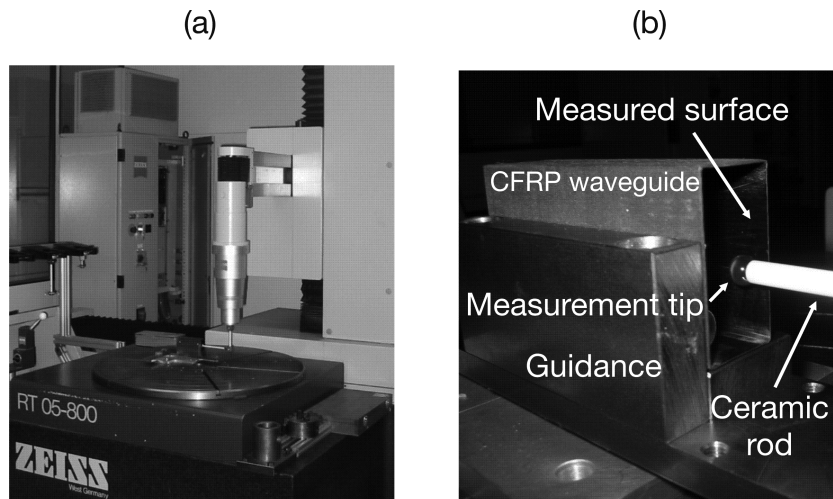 (a)
(b)
RT 05-800
ZEISS
West Germany
Measured surface
CFRP waveguide
Measurement tip
Guidance
Ceramic
rod